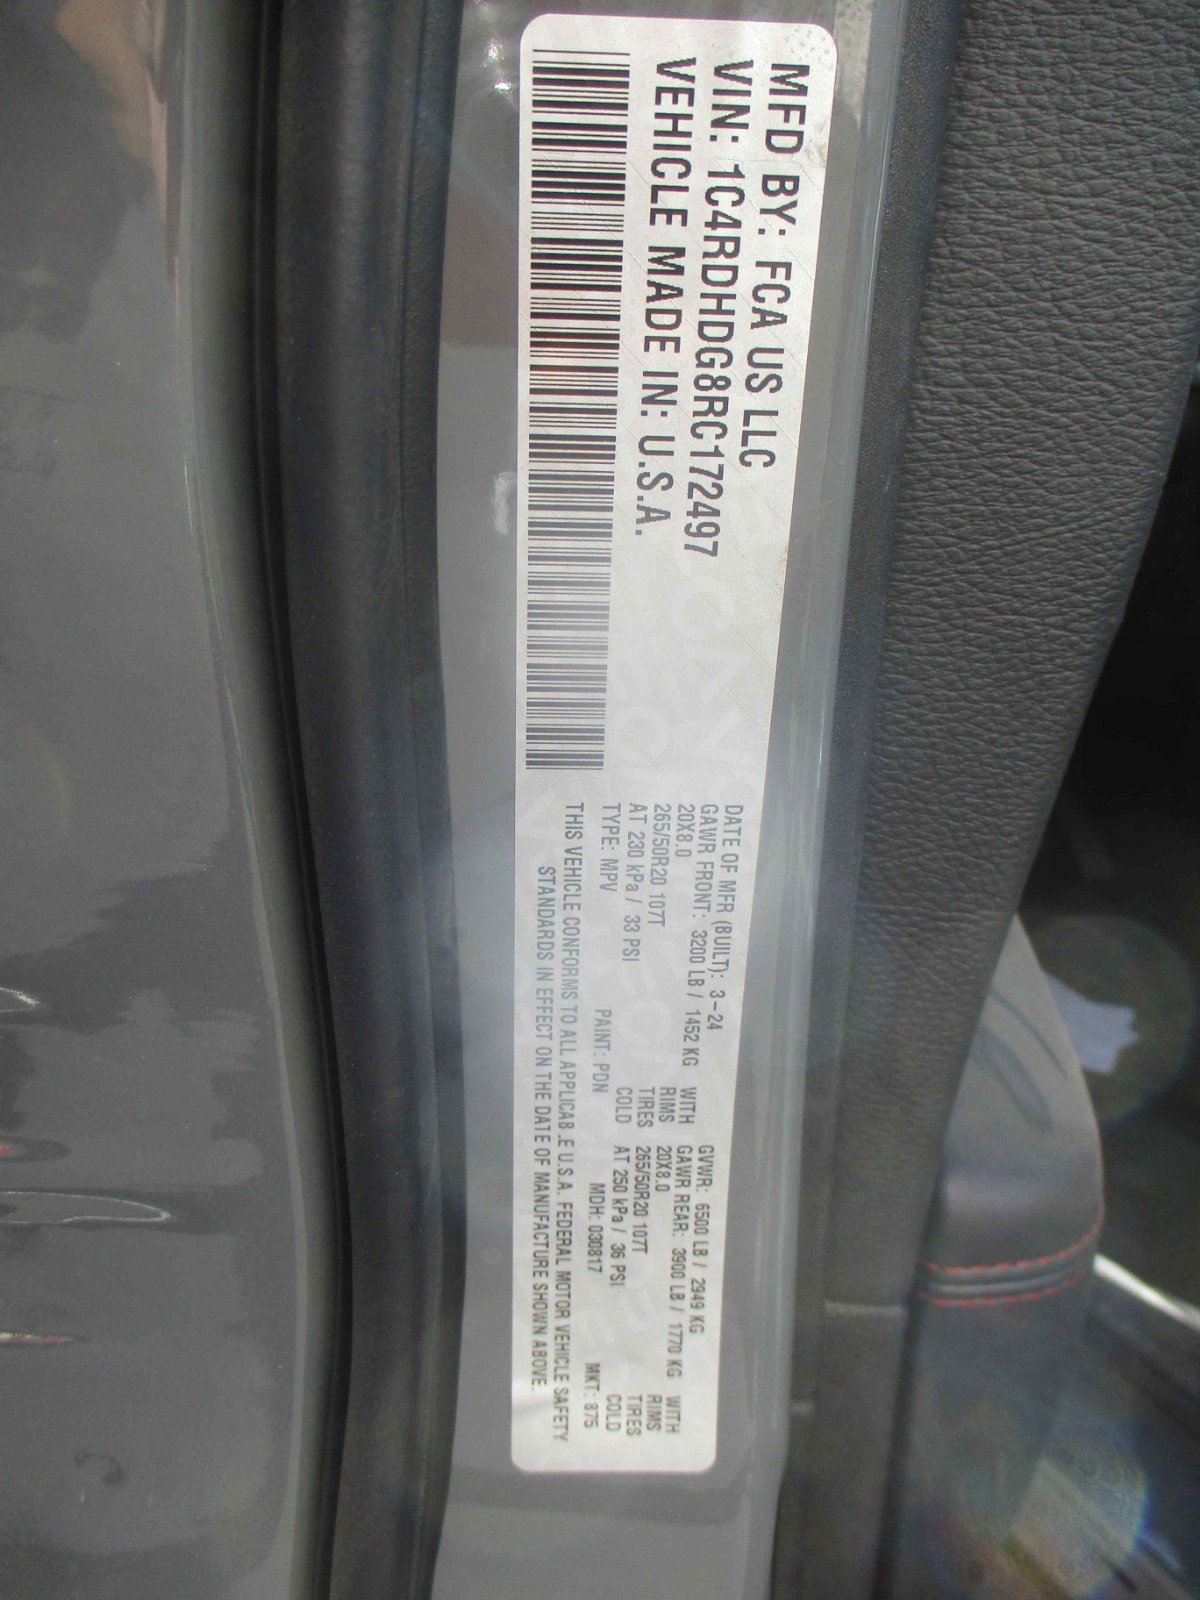 MFD BY: FCA US LLC
VIN: 1C4RDHDG8RC172497
VEHICLE MADE IN: U.S.A.
DATE OF MFR (BUILT): 3-24 GVWR: 6500 LB / 2949 KG
GAWR FRONT: 3200 LB / 1452 KG WITH GAWR REAR: 3900 LB / 1770 KG WITH
20X8.0 RIMS 20X8.0 RIMS
265/50R20 107T TIRES 265/50R20 107T TIRES
AT 230 kPa / 33 PSI COLD AT 250 kPa / 36 PSI COLD
TYPE: MPV PAINT: PDN MDH: 030817 MKT: 875
THIS VEHICLE CONFORMS TO ALL APPLICAB.E U.S.A. FEDERAL MOTOR VEHICLE SAFETY
STANDARDS IN EFFECT ON THE DATE OF MANUFACTURE SHOWN ABOVE.